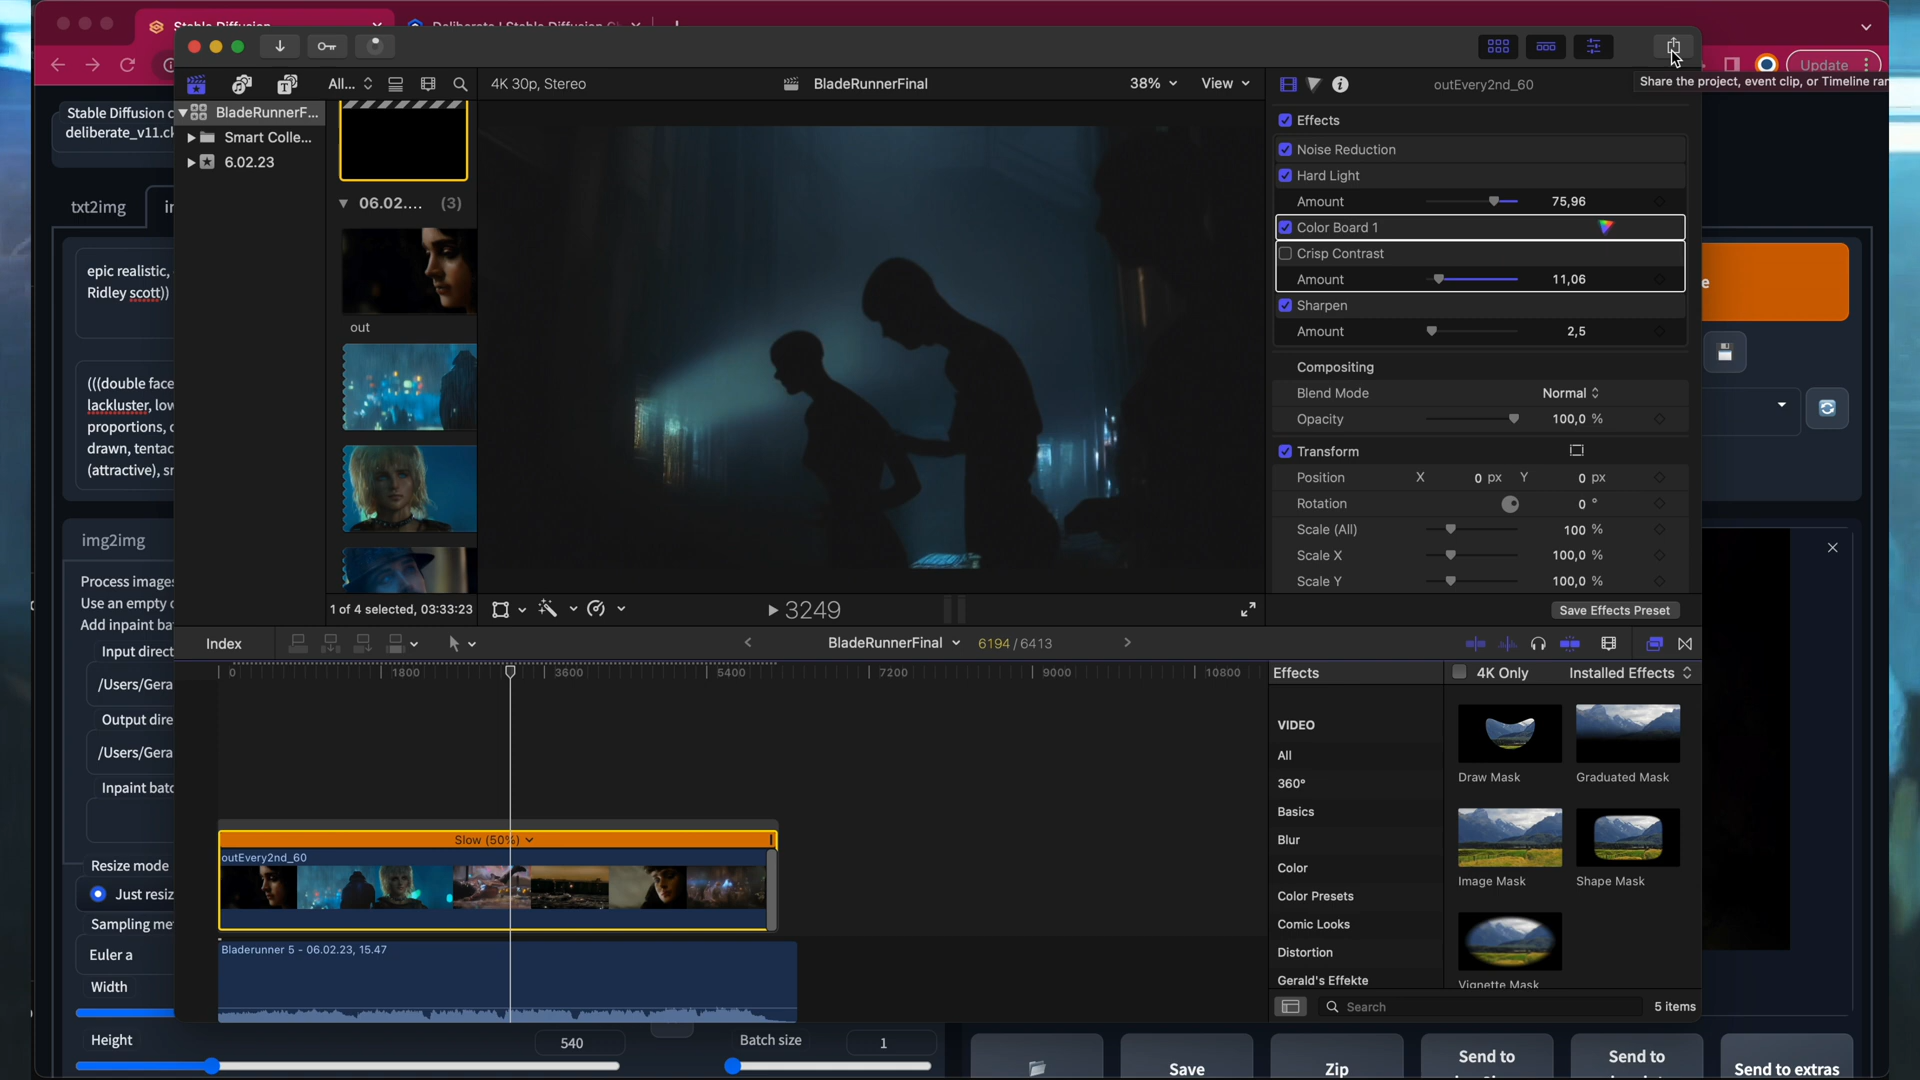 Stable Diffusion
Update
Share the project, event clip, or Timeline ran
All...
4K 30p, Stereo
BladeRunnerFinal
38%
View
outEvery2nd_60
Stable Diffusion c
deliberate_v11.ck
txt2img
BladeRunnerF...
Smart Colle...
6.02.23
06.02....
(3)
out
epic realistic,
Ridley scott))
(((double face
lackluster, low
drawn, tentac
(attractive), sr
img2img
Process images
Use an empty
Add inpaint ba
Input direct
/Users/Gera
Output dire
/Users/Gera
Inpaint batc
Resize mode
Just resiz
Sampling me
Euler a
Width
Height
540
Batch size
1
Effects
Noise Reduction
Hard Light
Amount
75,96
Color Board 1
Crisp Contrast
Amount
11,06
Sharpen
Amount
2,5
Compositing
Blend Mode
Normal
Opacity
100,0 %
Transform
Position
X
0 px
Y
0 px
Rotation
0 °
Scale (All)
100 %
Scale X
100,0 %
Scale Y
100,0 %
Save Effects Preset
1 of 4 selected, 03:33:23
3249
Index
BladeRunnerFinal
6194 / 6413
0
1800
3600
5400
7200
9000
10800
Slow (50%)
outEvery2nd_60
Bladerunner 5 - 06.02.23, 15.47
Effects
4K Only
Installed Effects
VIDEO
All
360°
Basics
Blur
Color
Color Presets
Comic Looks
Distortion
Gerald's Effekte
Draw Mask
Graduated Mask
Image Mask
Shape Mask
Vignette Mask
Search
5 items
Save
Zip
Send to
Send to
Send to extras